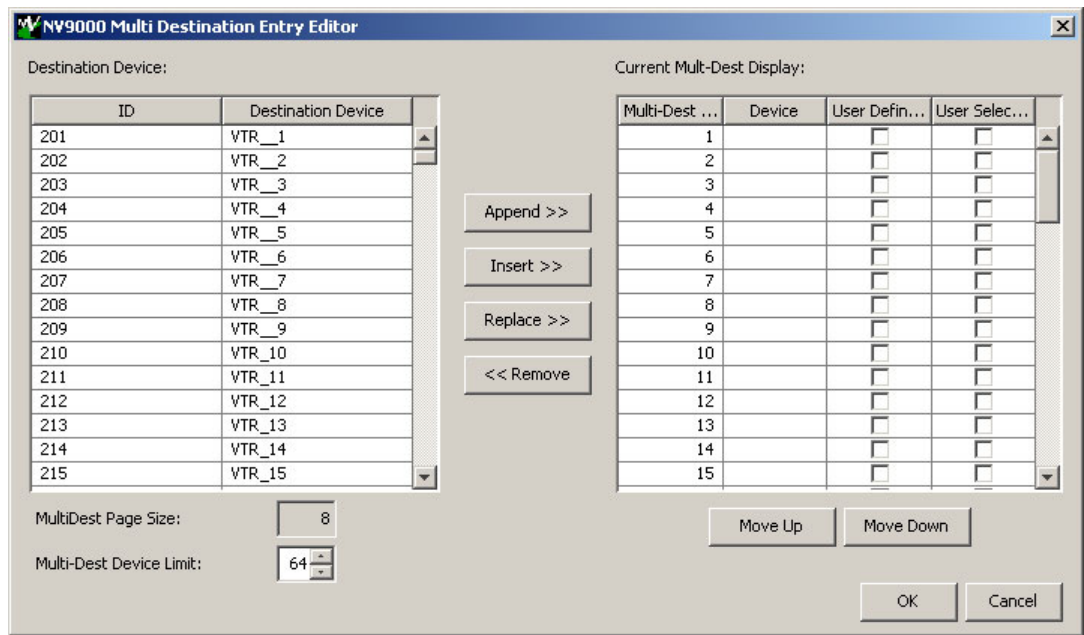 NV9000 Multi Destination Entry Editor
Destination Device:
ID Destination Device
201 VTR__1
202 VTR__2
203 VTR__3
204 VTR__4
205 VTR__5
206 VTR__6
207 VTR__7
208 VTR__8
209 VTR__9
210 VTR_10
211 VTR_11
212 VTR_12
213 VTR_13
214 VTR_14
215 VTR_15
MultiDest Page Size: 8
Multi-Dest Device Limit: 64
Append >>
Insert >>
Replace >>
<< Remove
Current Mult-Dest Display:
Multi-Dest ... Device User Defin... User Selec...
1
2
3
4
5
6
7
8
9
10
11
12
13
14
15
Move Up Move Down
OK Cancel